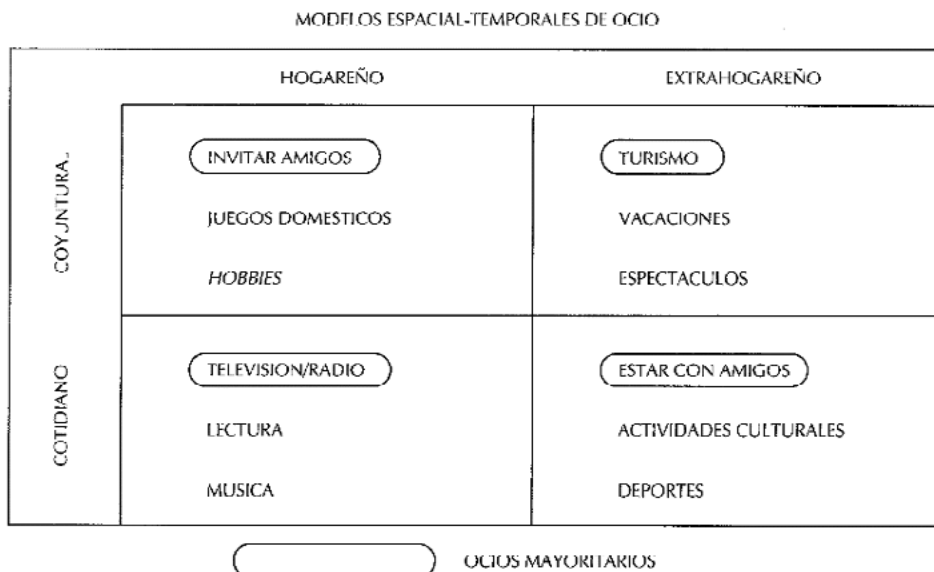 MODELOS ESPACIAL-TEMPORALES DE OCIO
HOGAREÑO EXTRAHOGAREÑO
COYUNTURAL
INVITAR AMIGOS TURISMO
JUEGOS DOMESTICOS VACACIONES
HOBBIES ESPECTACULOS
COTIDIANO
TELEVISION/RADIO ESTAR CON AMIGOS
LECTURA ACTIVIDADES CULTURALES
MUSICA DEPORTES
OCIOS MAYORITARIOS